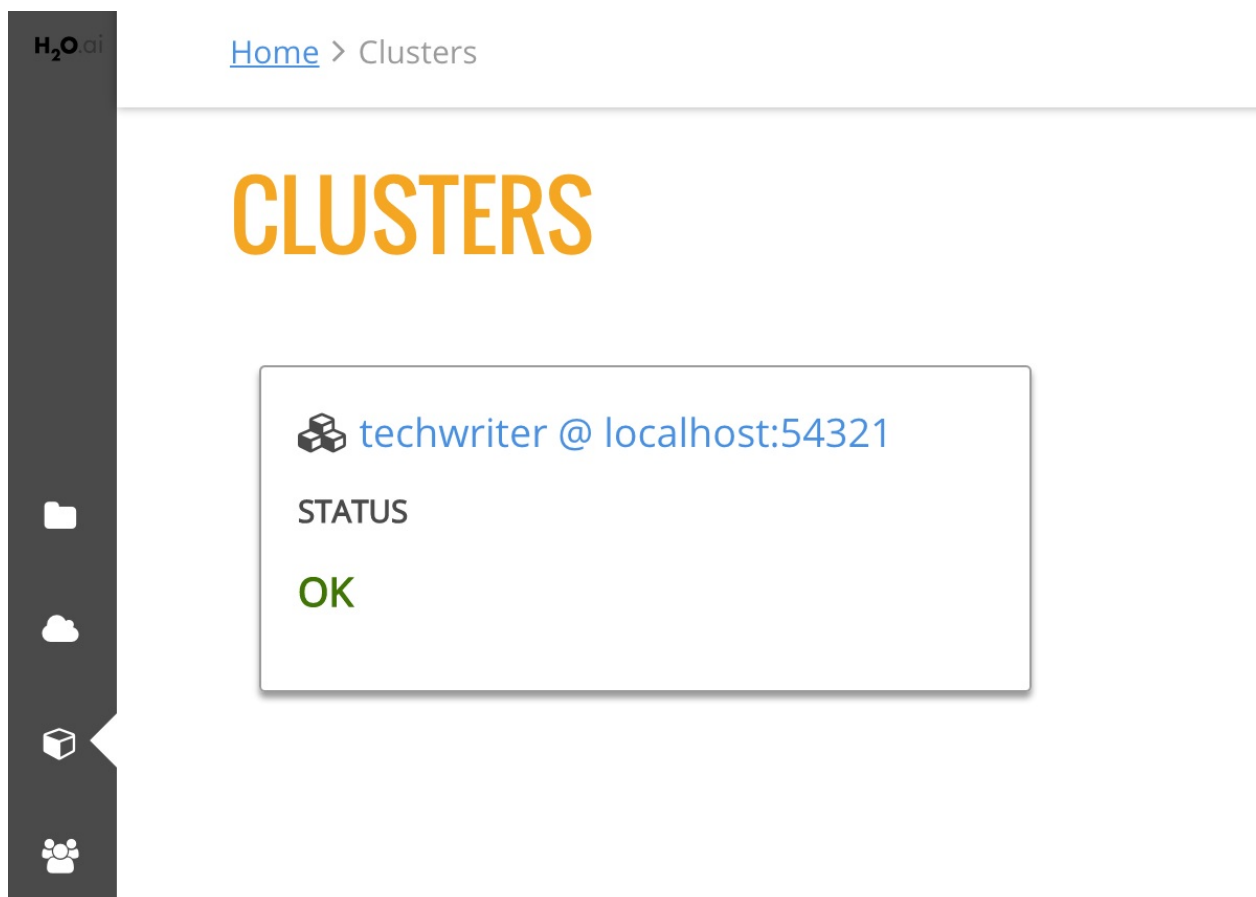 H2O.ai
Home > Clusters
CLUSTERS
techwriter @ localhost:54321
STATUS
OK